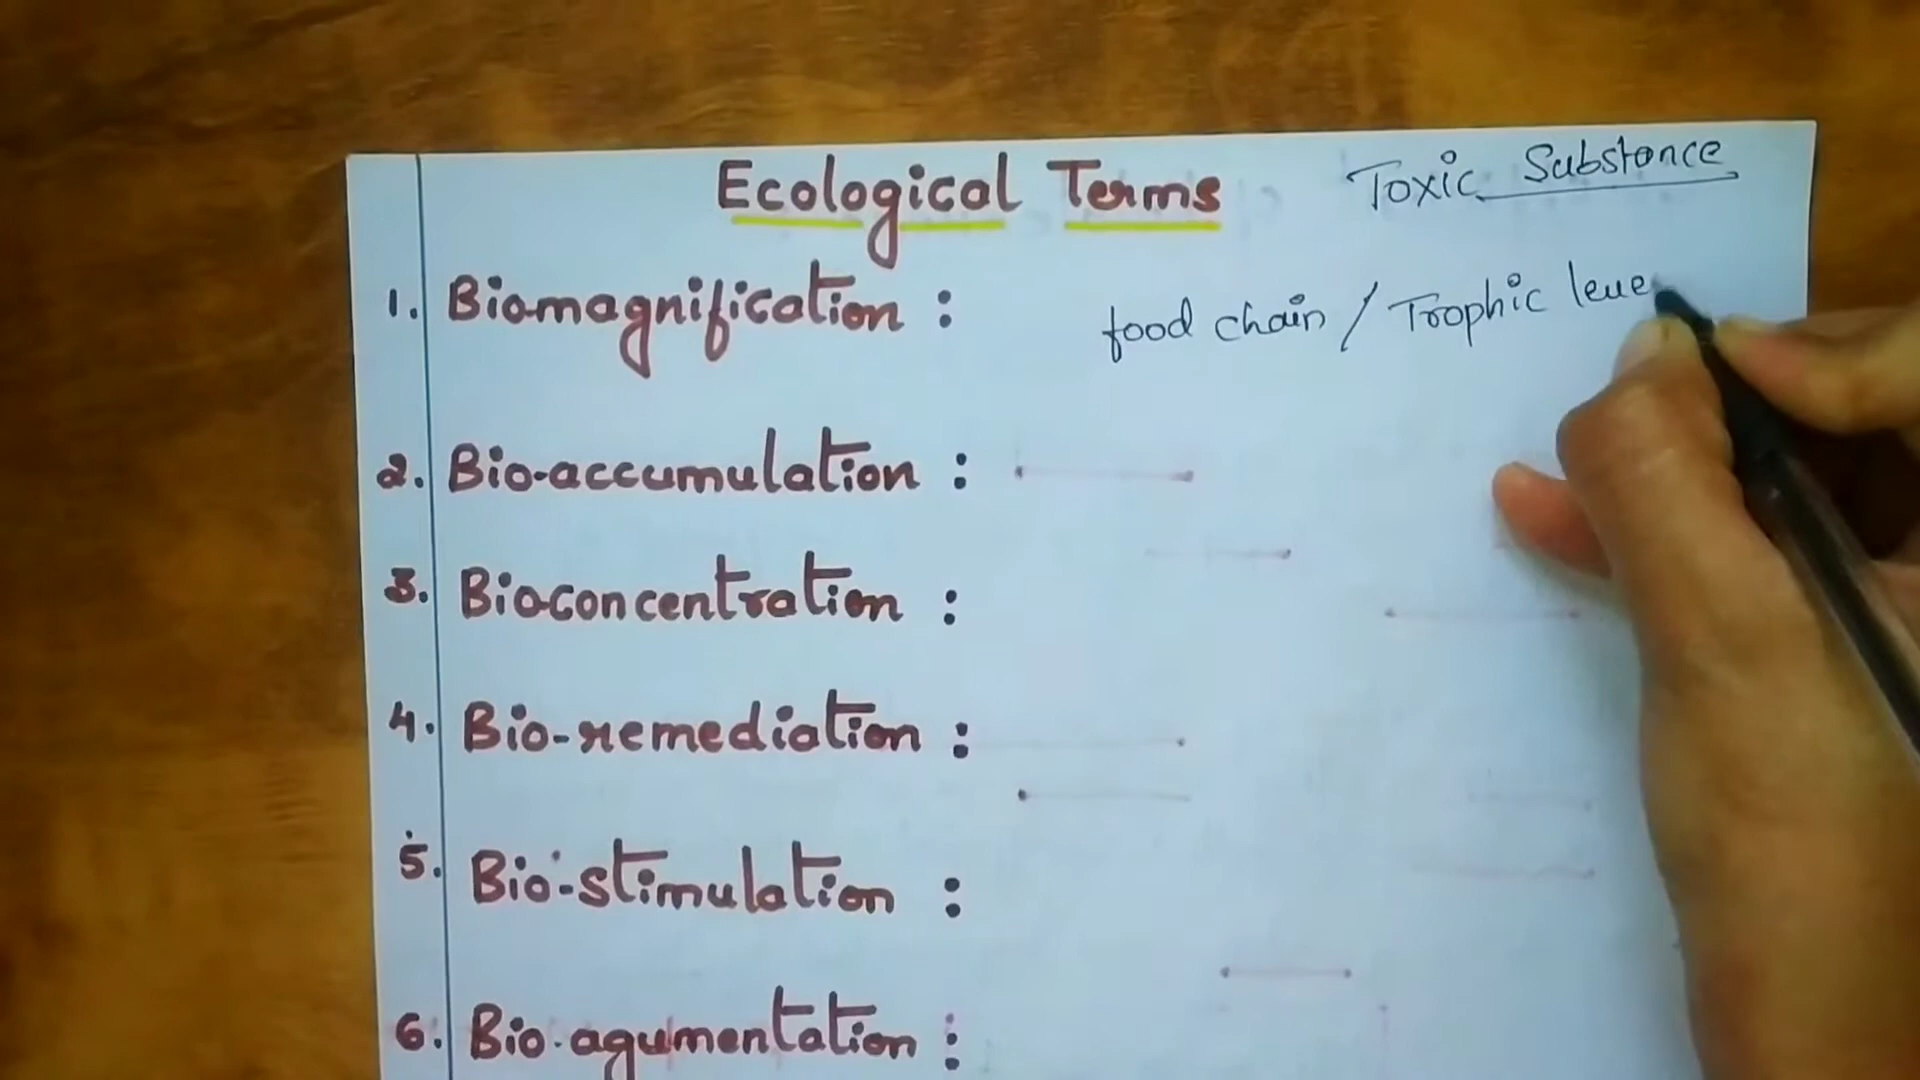 Ecological Terms
Toxic Substance
1. Biomagnification :
food chain / Trophic leve
2. Bio-accumulation :
3. Bioconcentration :
4. Bio-remediation :
5. Bio-stimulation :
6. Bio-agumentation :